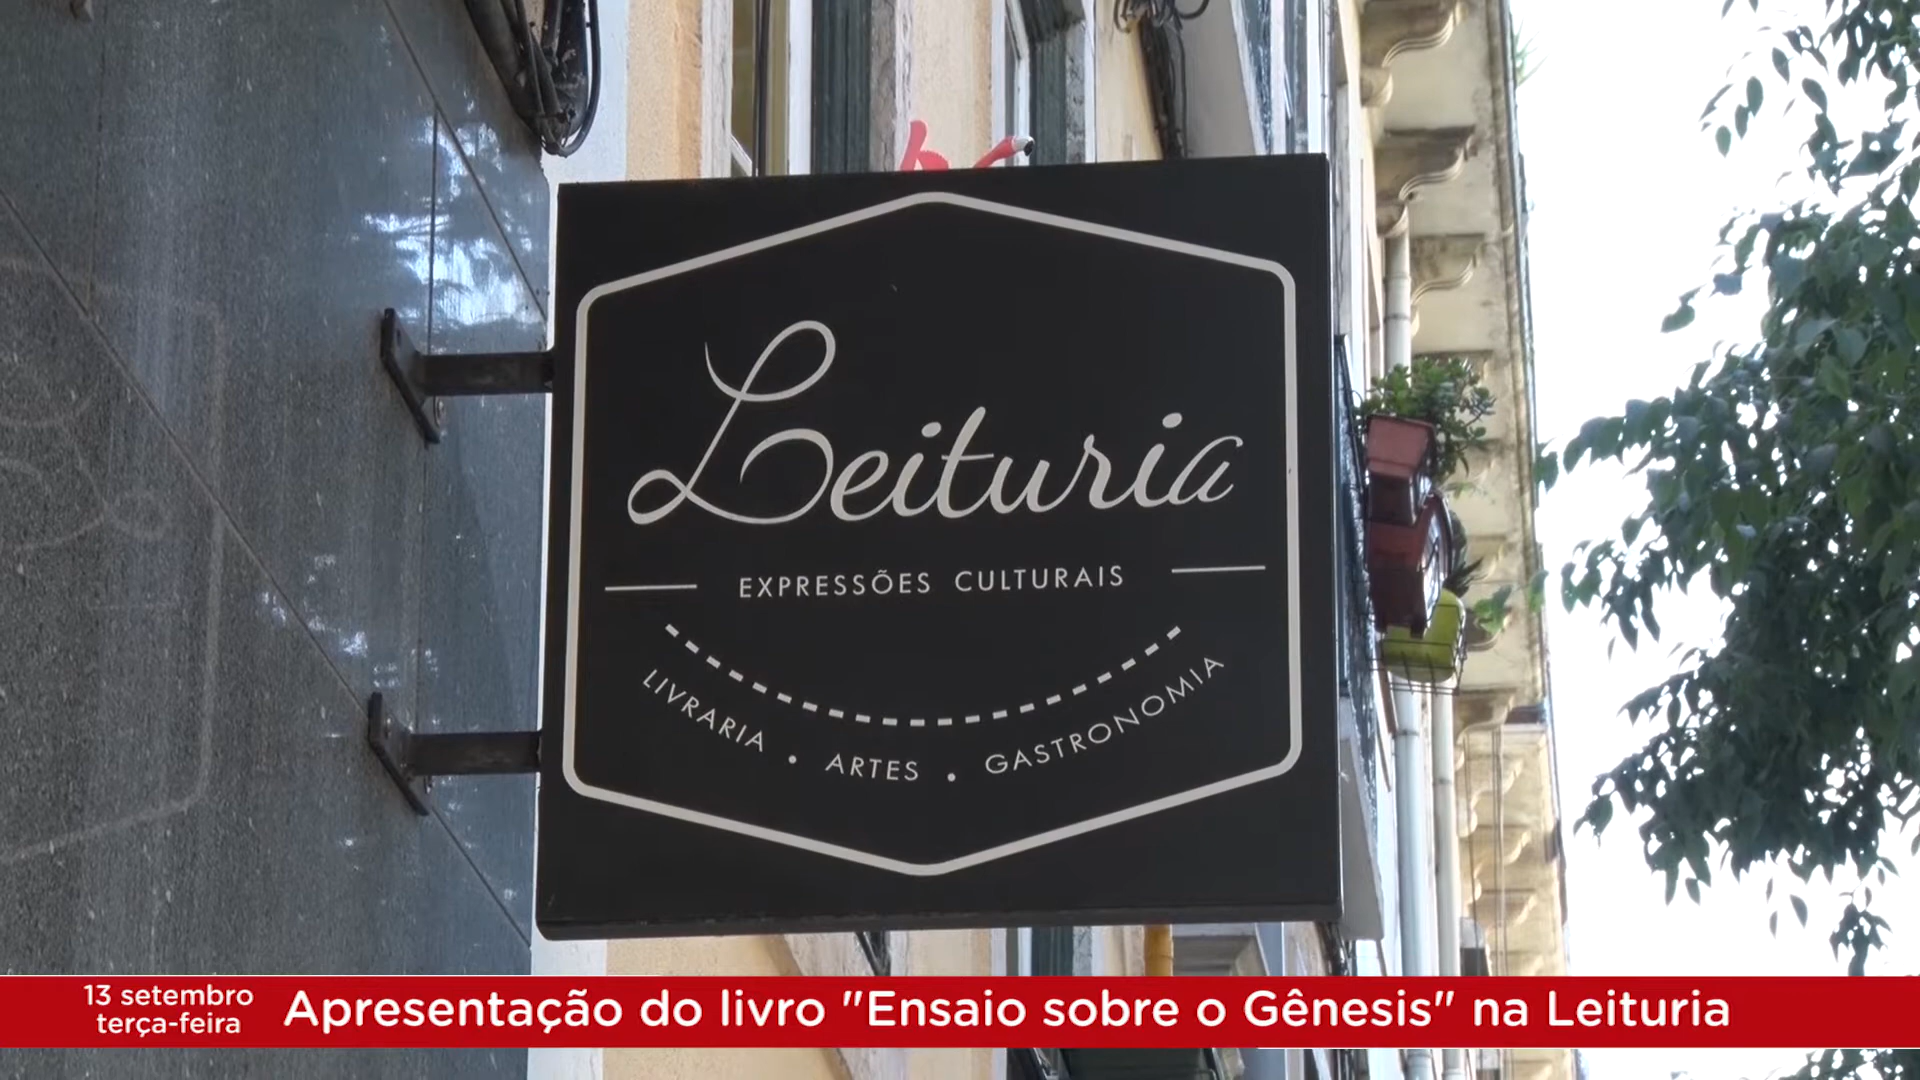 Leituria
EXPRESSÕES CULTURAIS
LIVRARIA . ARTES . GASTRONOMIA
13 setembro
terça-feira
Apresentação do livro "Ensaio sobre o Gênesis" na Leituria